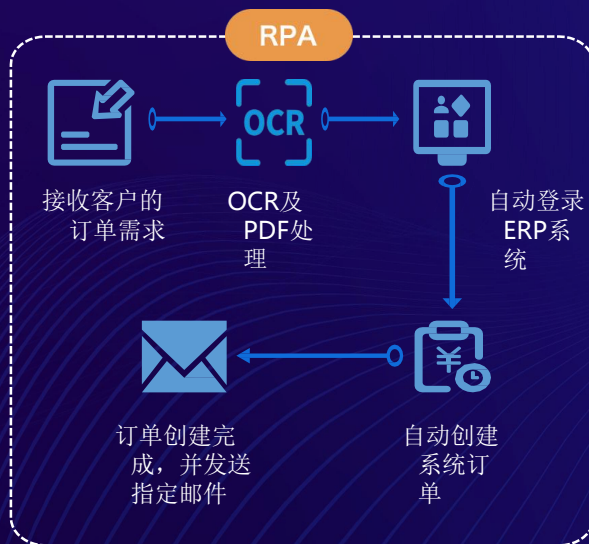 RPA
OCR
接收客户的
订单需求
OCR及
PDF处
理
自动登录
ERP系
统
¥
自动创建
系统订
单
订单创建完
成，并发送
指定邮件